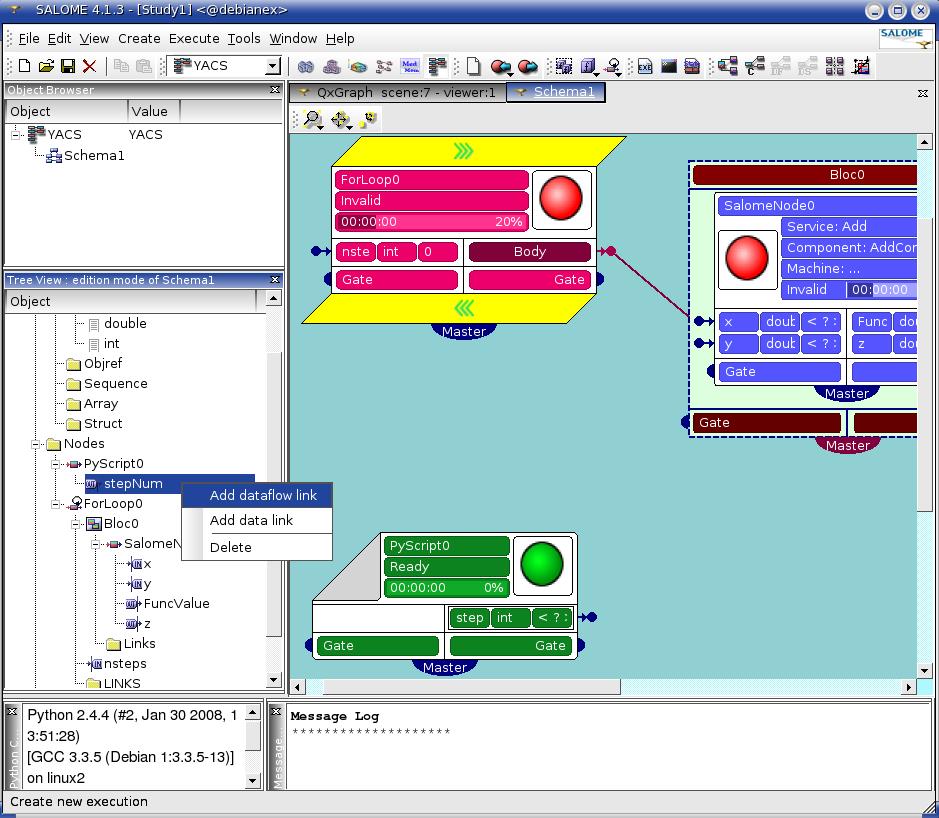 SALOME 4.1.3 - [Study1] <@debianex>
File Edit View Create Execute Tools Window Help
SALOME
YACS
Object Browser
Object Value
YACS YACS
Schema1
Tree View : edition mode of Schema1
Object
double
int
Objref
Sequence
Array
Struct
Nodes
PyScript0
stepNum
ForLoop0
Bloc0
SalomeN
x
y
FuncValue
z
Links
nsteps
LINKS
Add dataflow link
Add data link
Delete
QxGraph scene:7 - viewer:1 Schema1
ForLoop0
Invalid
00:00:00 20%
nste int 0 Body
Gate Gate
Master
Bloc0
SalomeNode0
Service: Add
Component: AddCor
Machine: ...
Invalid 00:00:00
x doub < ? : Func dou
y doub < ? : z dou
Gate
Master
Gate
Master
PyScript0
Ready
00:00:00 0%
step int < ? :
Gate Gate
Master
Python C...
Python 2.4.4 (#2, Jan 30 2008, 1
3:51:28)
[GCC 3.3.5 (Debian 1:3.3.5-13)]
on linux2
Message...
Message Log
********************
Create new execution